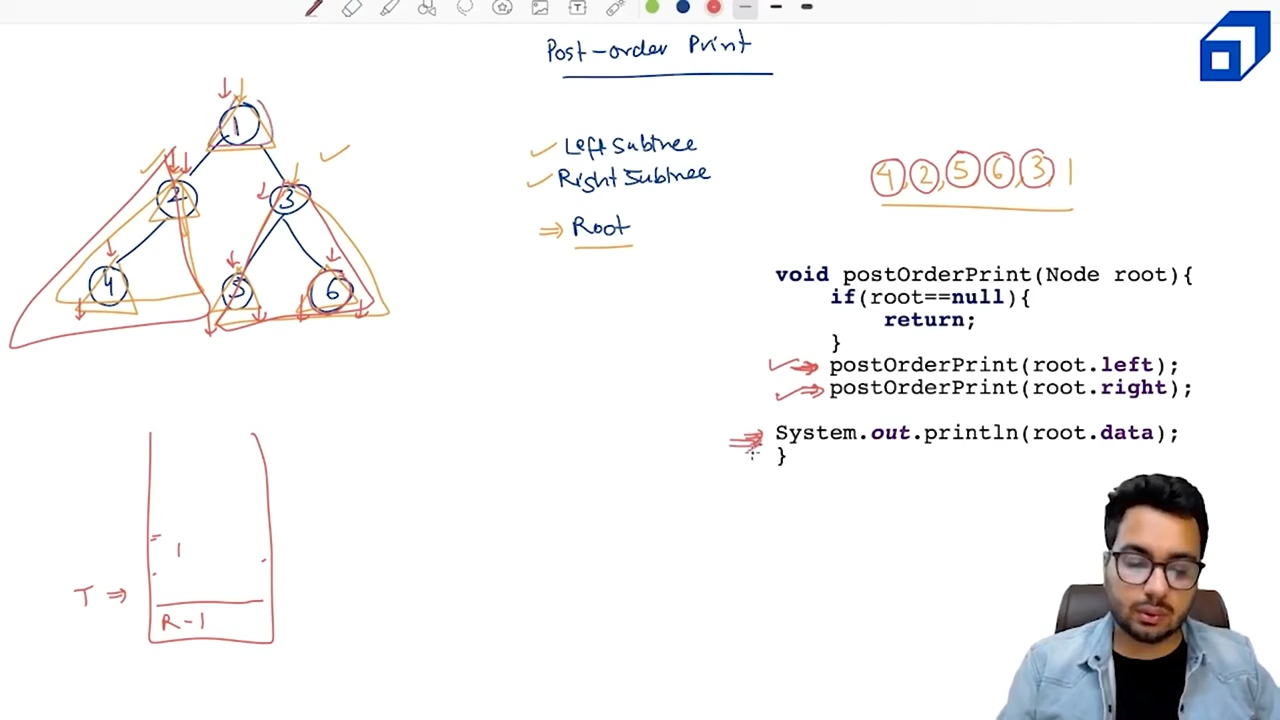 Post-order Print
Left Subtree
Right Subtree
⇒ Root
4, 2, 5, 6, 3, 1
1
2
3
4
5
6
void postOrderPrint(Node root){
if(root==null){
return;
}
postOrderPrint(root.left);
postOrderPrint(root.right);
System.out.println(root.data);
}
T ⇒
R-1